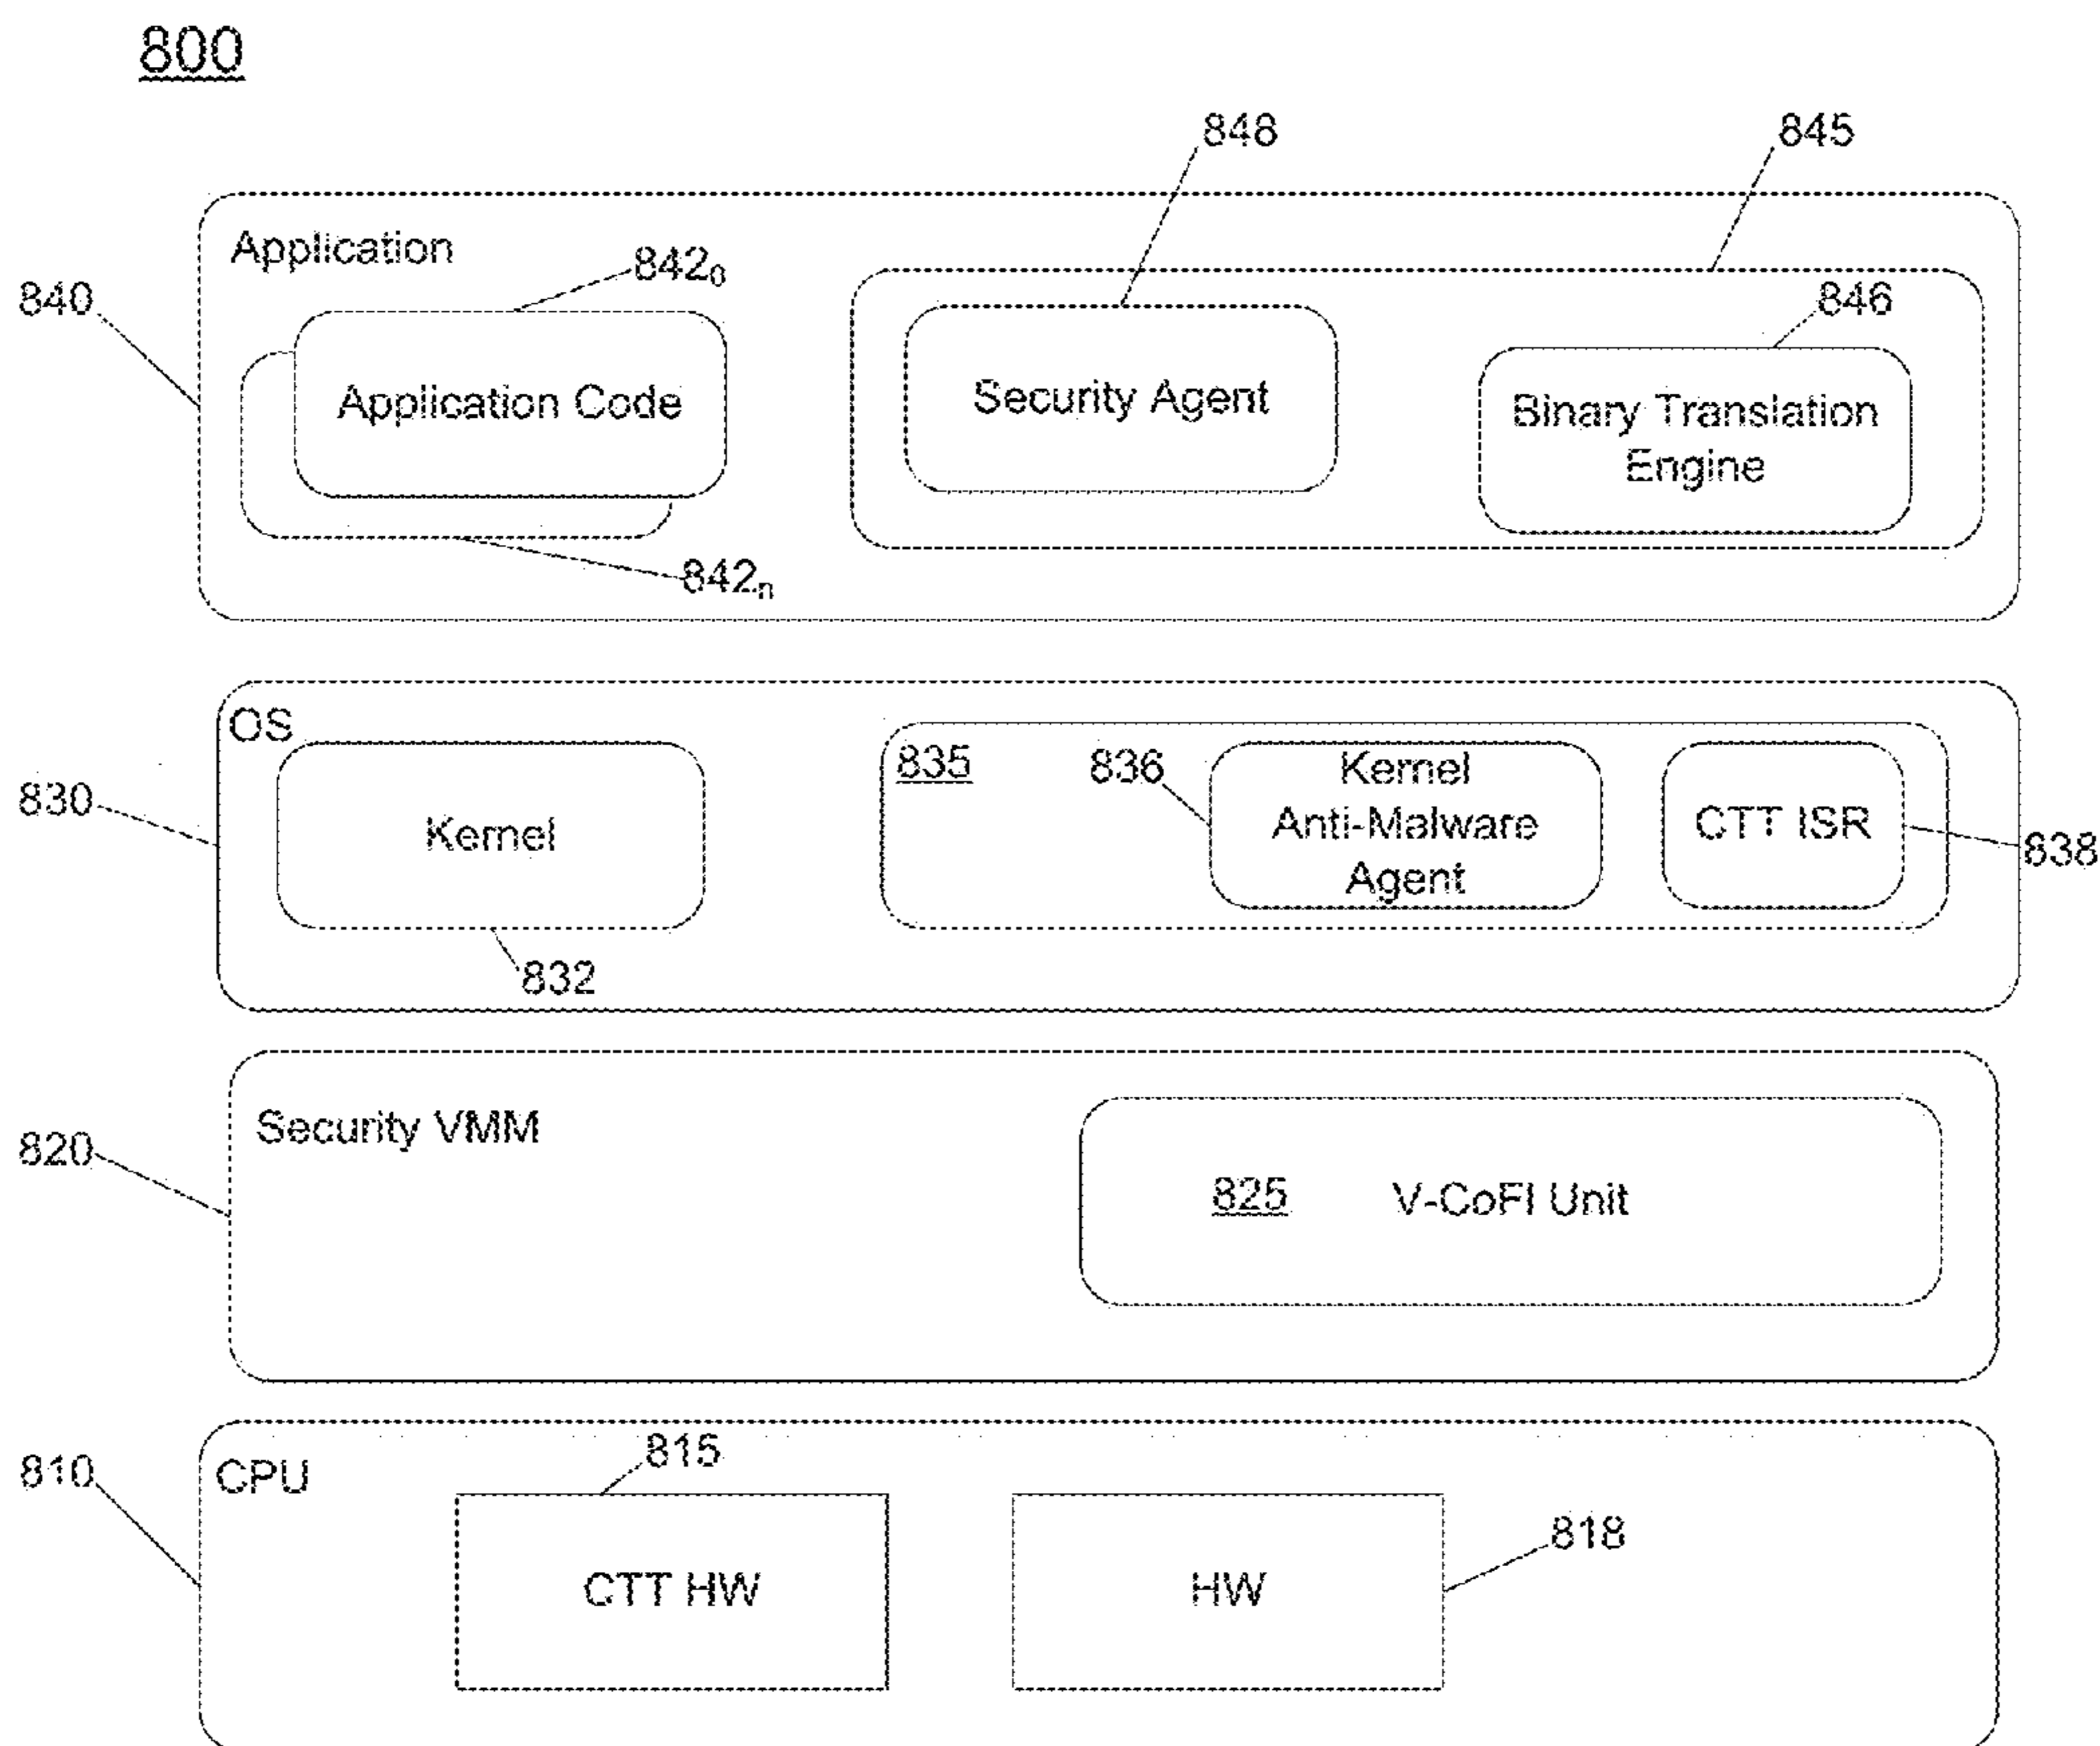 800
848
845
Application
842₀
840
846
Application Code
Security Agent
Binary Translation
Engine
842ₙ
OS
835
836
Kernel
Anti-Malware
Agent
CTT ISR
830
Kernel
838
832
Security VMM
820
825
V-CoFI Unit
815
810
CPU
818
CTT HW
HW